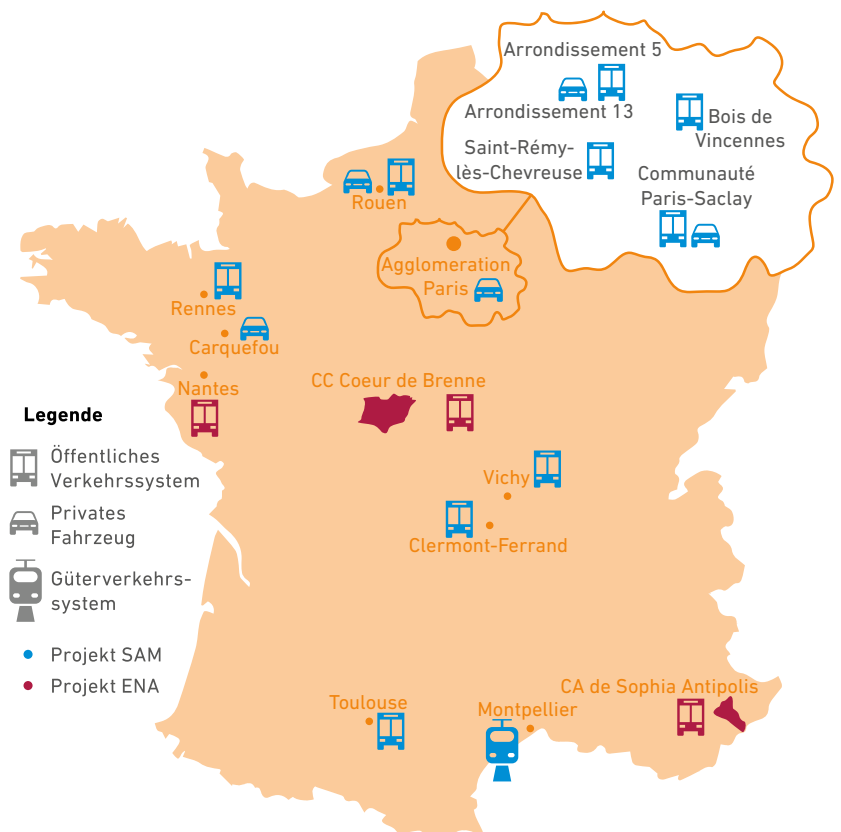 Arrondissement 5
Arrondissement 13
Bois de
Vincennes
Saint-Rémy-
lès-Chevreuse
Communauté
Paris-Saclay
Rouen
Agglomeration
Paris
Rennes
Carquefou
Nantes
CC Coeur de Brenne
Vichy
Clermont-Ferrand
Toulouse
Montpellier
CA de Sophia Antipolis
Legende
Öffentliches
Verkehrssystem
Privates
Fahrzeug
Güterverkehrs-
system
Projekt SAM
Projekt ENA